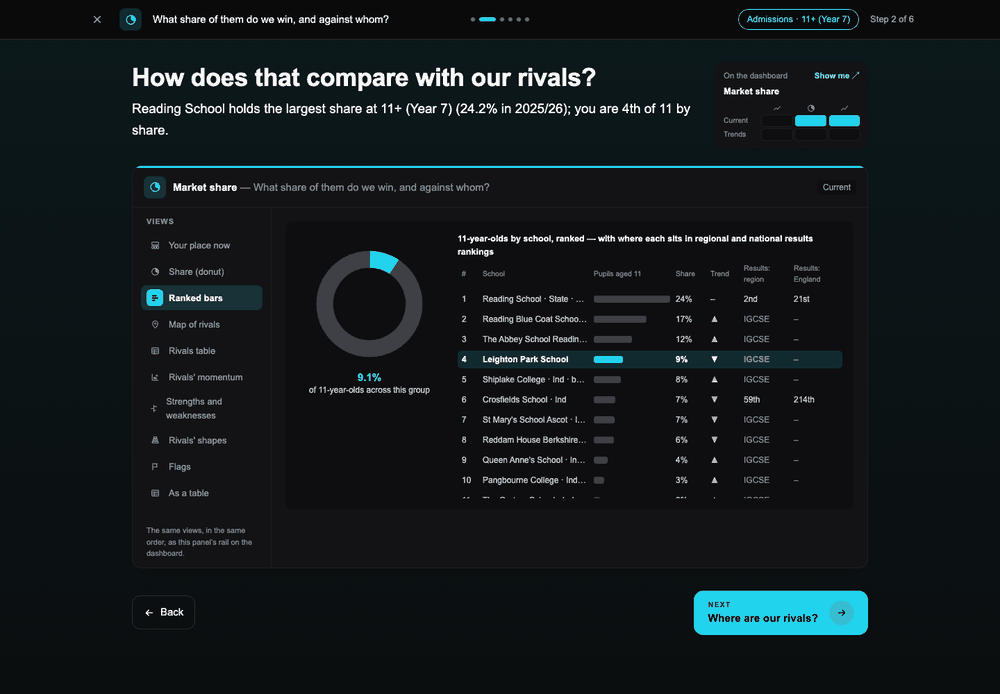 What share of them do we win, and against whom?
Admissions · 11+ (Year 7)
Step 2 of 6
How does that compare with our rivals?
Reading School holds the largest share at 11+ (Year 7) (24.2% in 2025/26); you are 4th of 11 by
share.
On the dashboard
Show me
Market share
Current
Trends
Market share — What share of them do we win, and against whom?
Current
VIEWS
Your place now
Share (donut)
Ranked bars
Map of rivals
Rivals table
Rivals' momentum
Strengths and
weaknesses
Rivals' shapes
Flags
As a table
The same views, in the same
order, as this panel's rail on the
dashboard.
9.1%
of 11-year-olds across this group
11-year-olds by school, ranked — with where each sits in regional and national results
rankings
# School Pupils aged 11 Share Trend Results: region Results: England
1 Reading School · State · … 24% – 2nd 21st
2 Reading Blue Coat Schoo… 17% ▲ IGCSE –
3 The Abbey School Readin… 12% ▲ IGCSE –
4 Leighton Park School 9% ▼ IGCSE –
5 Shiplake College · Ind · b… 8% ▲ IGCSE –
6 Crosfields School · Ind 7% ▼ 59th 214th
7 St Mary's School Ascot · I… 7% ▼ IGCSE –
8 Reddam House Berkshire… 6% ▼ IGCSE –
9 Queen Anne's School · In… 4% ▲ IGCSE –
10 Pangbourne College · Ind… 3% ▲ IGCSE –
Back
NEXT
Where are our rivals?